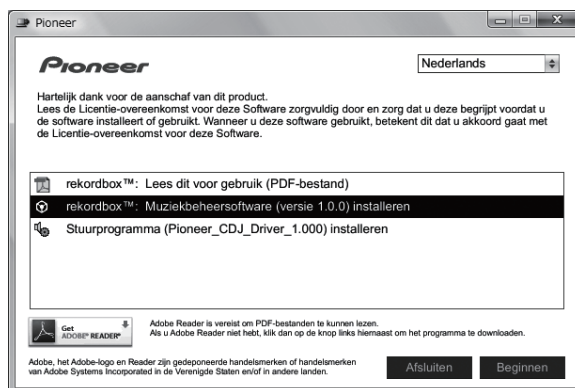 Pioneer
Pioneer
Nederlands
Hartelijk dank voor de aanschaf van dit product.
Lees de Licentie-overeenkomst voor deze Software zorgvuldig door en zorg dat u deze begrijpt voordat u
de software installeert of gebruikt. Wanneer u deze software gebruikt, betekent dit dat u akkoord gaat met
de Licentie-overeenkomst voor deze Software.
rekordbox™: Lees dit voor gebruik (PDF-bestand)
rekordbox™: Muziekbeheersoftware (versie 1.0.0) installeren
Stuurprogramma (Pioneer_CDJ_Driver_1.000) installeren
Get
ADOBE® READER®
Adobe Reader is vereist om PDF-bestanden te kunnen lezen.
Als u Adobe Reader niet hebt, klik dan op de knop links hiernaast om het programma te downloaden.
Adobe, het Adobe-logo en Reader zijn gedeponeerde handelsmerken of handelsmerken
van Adobe Systems Incorporated in de Verenigde Staten en/of in andere landen.
Afsluiten
Beginnen